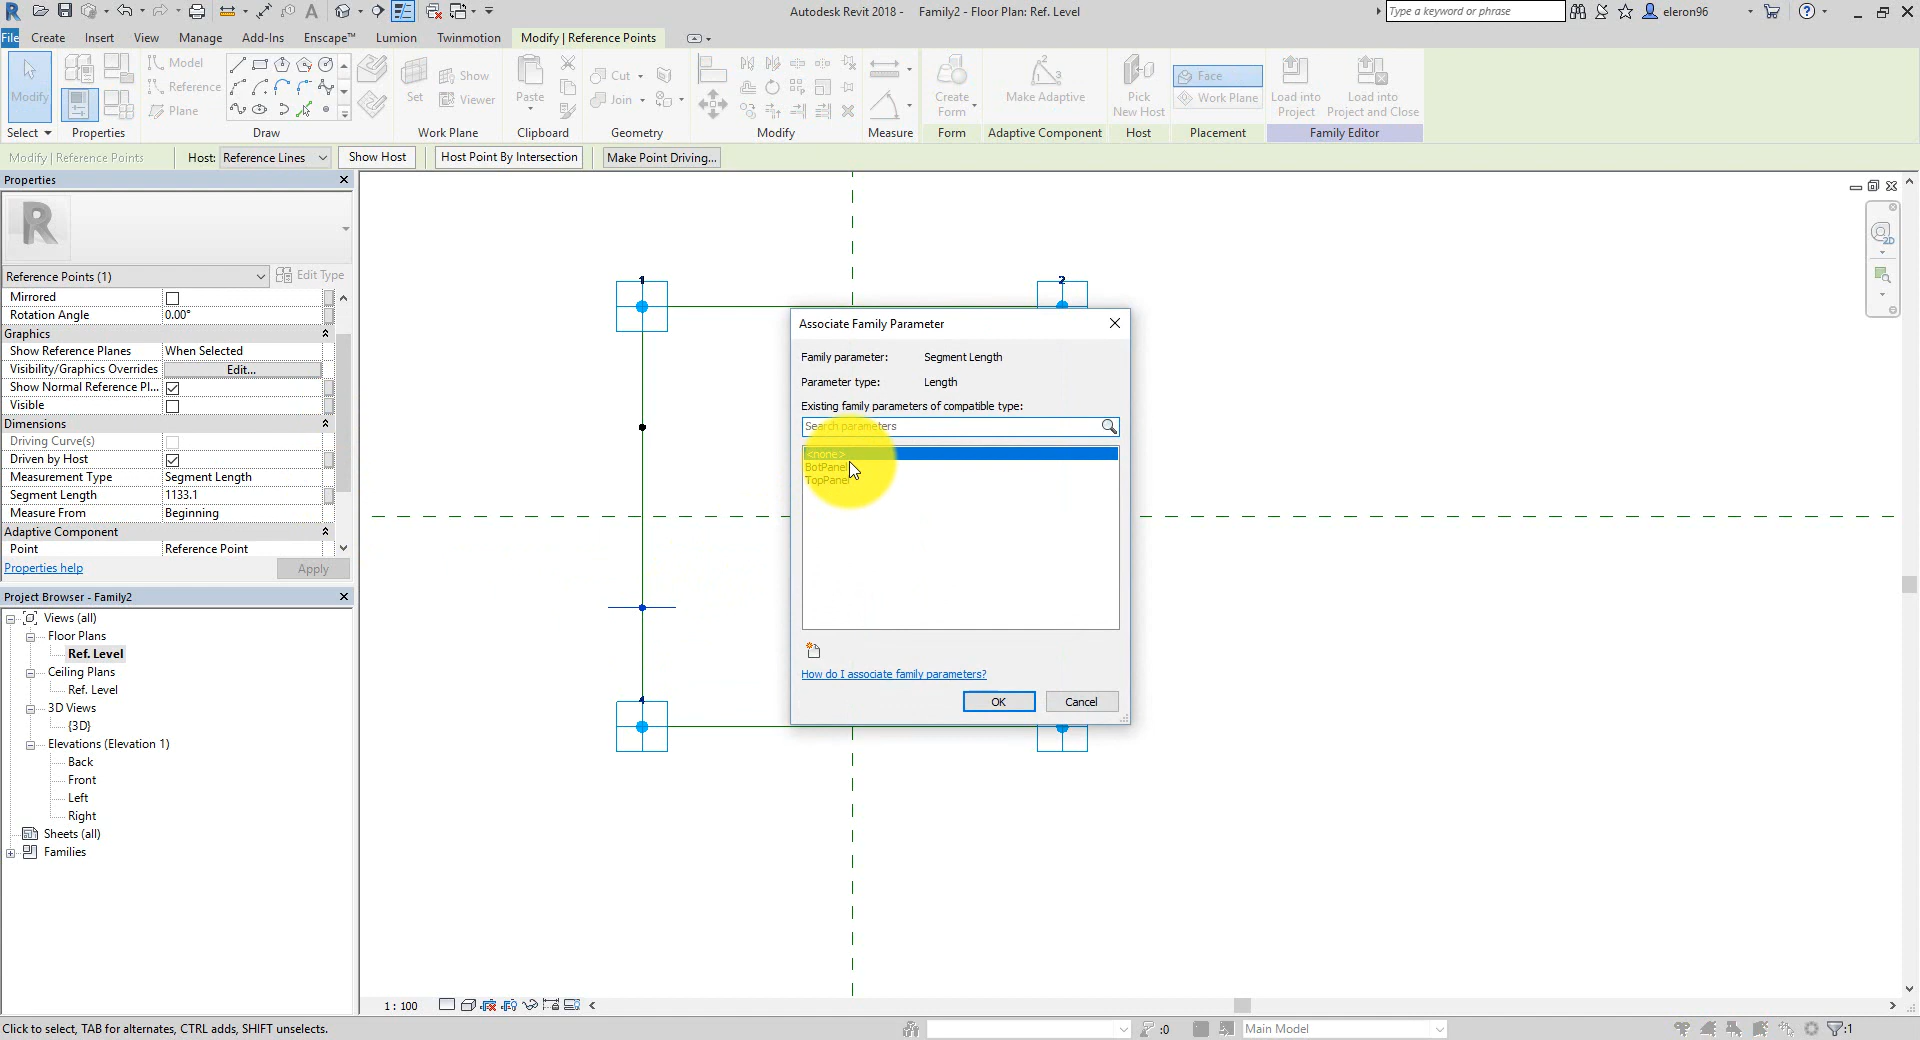 Autodesk Revit 2018 - Family2 - Floor Plan: Ref. Level
Type a keyword or phrase
eleron96
File Create Insert View Manage Add-Ins Enscape™ Lumion Twinmotion Modify | Reference Points
Modify
Model
Reference
Plane
Set
Show
Viewer
Paste
Cut
Join
Create Form
Make Adaptive
Pick New Host
Face
Work Plane
Load into Project
Load into Project and Close
Select Properties Draw Work Plane Clipboard Geometry Modify Measure Form Adaptive Component Host Placement Family Editor
Modify | Reference Points Host: Reference Lines Show Host Host Point By Intersection Make Point Driving...
Properties
R
Reference Points (1) Edit Type
Mirrored
Rotation Angle 0.00°
Graphics
Show Reference Planes When Selected
Visibility/Graphics Overrides Edit...
Show Normal Reference Pl...
Visible
Dimensions
Driving Curve(s)
Driven by Host
Measurement Type Segment Length
Segment Length 1133.1
Measure From Beginning
Adaptive Component
Point Reference Point
Properties help Apply
Project Browser - Family2
Views (all)
Floor Plans
Ref. Level
Ceiling Plans
Ref. Level
3D Views
{3D}
Elevations (Elevation 1)
Back
Front
Left
Right
Sheets (all)
Families
1
2
4
2D
Associate Family Parameter
Family parameter: Segment Length
Parameter type: Length
Existing family parameters of compatible type:
Search parameters
<none>
BotPanel
TopPanel
How do I associate family parameters?
OK Cancel
1 : 100
Click to select, TAB for alternates, CTRL adds, SHIFT unselects.
:0
Main Model
:1